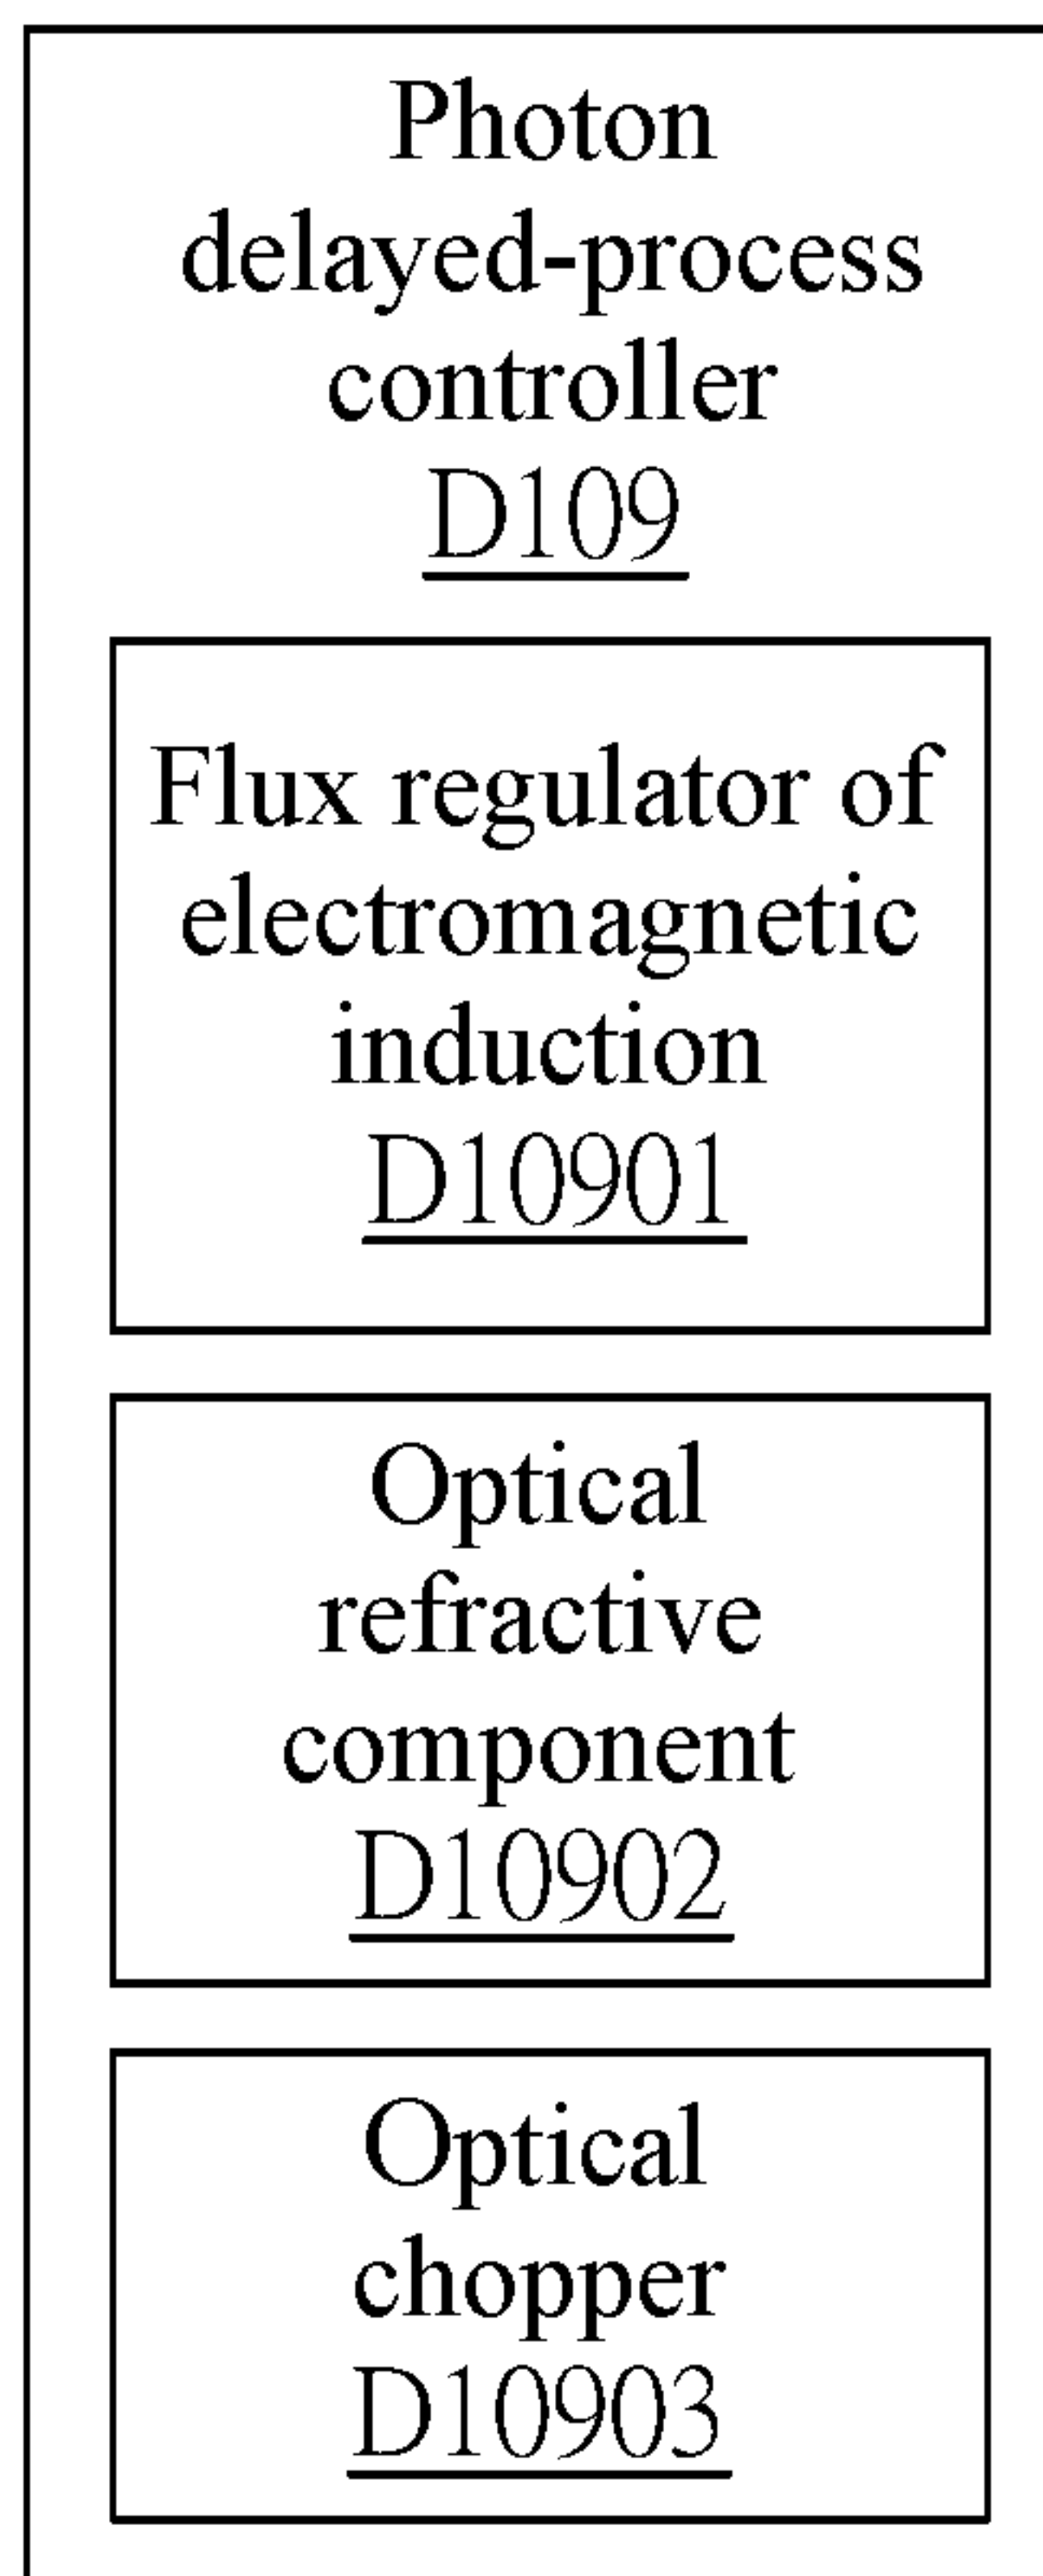 Photon
delayed-process
controller
D109
Flux regulator of
electromagnetic
induction
D10901
Optical
refractive
component
D10902
Optical
chopper
D10903